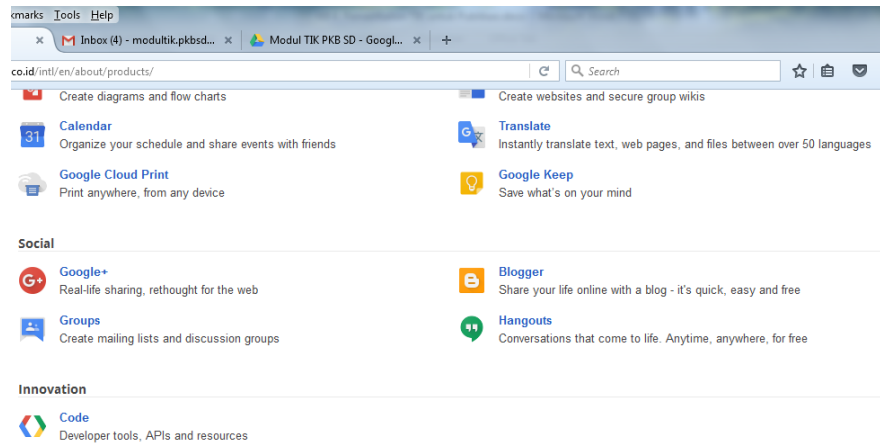 kmarks Tools Help
Inbox (4) - modultik.pkbsd... Modul TIK PKB SD - Googl...
co.id/intl/en/about/products/ Search
Create diagrams and flow charts
Create websites and secure group wikis
31
Calendar
Organize your schedule and share events with friends
Translate
Instantly translate text, web pages, and files between over 50 languages
Google Cloud Print
Print anywhere, from any device
Google Keep
Save what's on your mind
Social
G+
Google+
Real-life sharing, rethought for the web
Blogger
Share your life online with a blog - it's quick, easy and free
Groups
Create mailing lists and discussion groups
Hangouts
Conversations that come to life. Anytime, anywhere, for free
Innovation
Code
Developer tools, APIs and resources